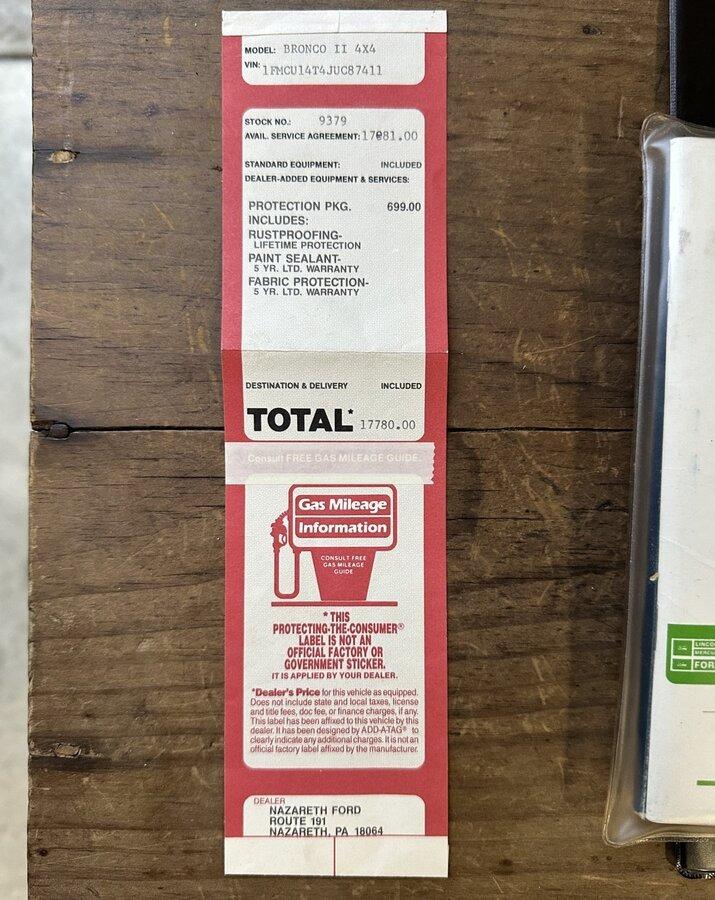 MODEL: BRONCO II 4X4
VIN: 1FMCU14T4JUC87411
STOCK NO.: 9379
AVAIL. SERVICE AGREEMENT: 17081.00
STANDARD EQUIPMENT: INCLUDED
DEALER-ADDED EQUIPMENT & SERVICES:
PROTECTION PKG. 699.00
INCLUDES:
RUSTPROOFING-
LIFETIME PROTECTION
PAINT SEALANT-
5 YR. LTD. WARRANTY
FABRIC PROTECTION-
5 YR. LTD. WARRANTY
DESTINATION & DELIVERY INCLUDED
TOTAL* 17780.00
Consult FREE GAS MILEAGE GUIDE.
Gas Mileage
Information
CONSULT FREE
GAS MILEAGE
GUIDE
* THIS
PROTECTING-THE-CONSUMER®
LABEL IS NOT AN
OFFICIAL FACTORY OR
GOVERNMENT STICKER.
IT IS APPLIED BY YOUR DEALER.
*Dealer's Price for this vehicle as equipped.
Does not include state and local taxes, license
and title fees, doc fee, or finance charges, if any.
This label has been affixed to this vehicle by this
dealer. It has been designed by ADD-A-TAG® to
clearly indicate any additional charges. It is not an
official factory label affixed by the manufacturer.
DEALER
NAZARETH FORD
ROUTE 191
NAZARETH, PA 18064
LINCO
MERCU
FOR